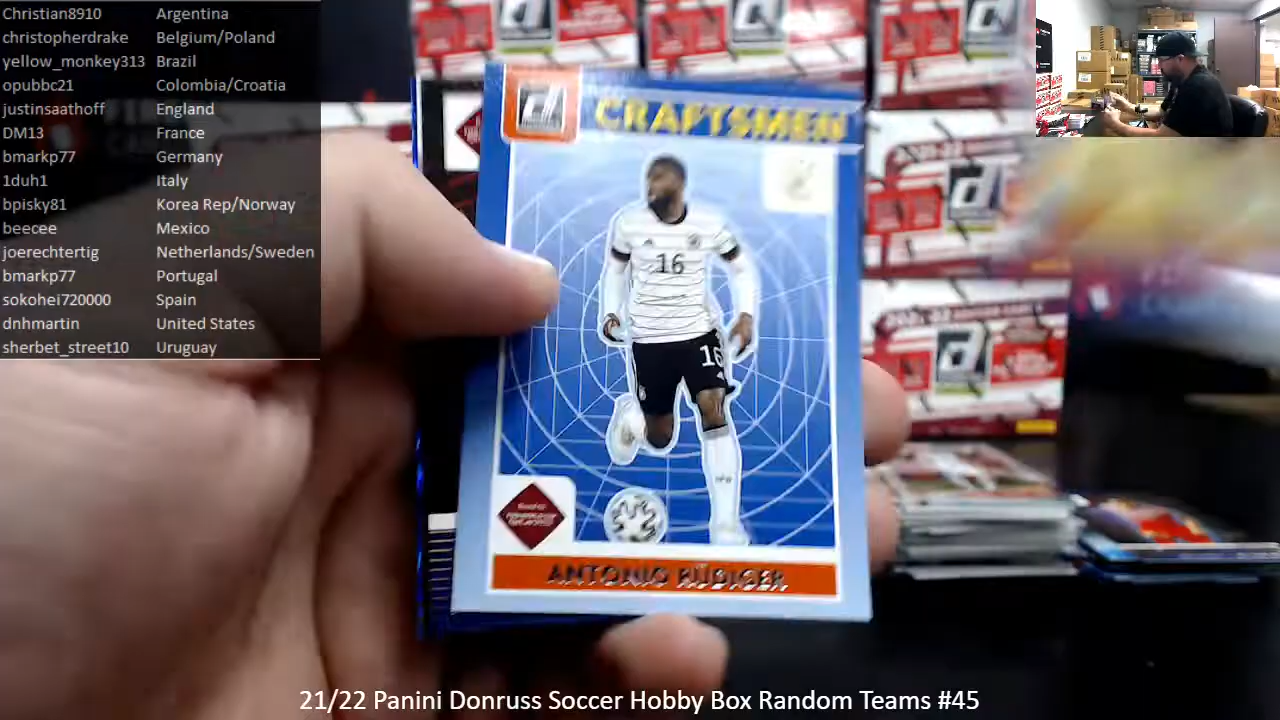 Christian8910 Argentina
christopherdrake Belgium/Poland
yellow_monkey313 Brazil
opubbc21 Colombia/Croatia
justinsaathoff England
DM13 France
bmarkp77 Germany
1duh1 Italy
bpisky81 Korea Rep/Norway
beecee Mexico
joerechtertig Netherlands/Sweden
bmarkp77 Portugal
sokohei720000 Spain
dnhmartin United States
sherbet_street10 Uruguay
CRAFTSMEN
16
16
ANTONIO RÜDIGER
21/22 Panini Donruss Soccer Hobby Box Random Teams #45